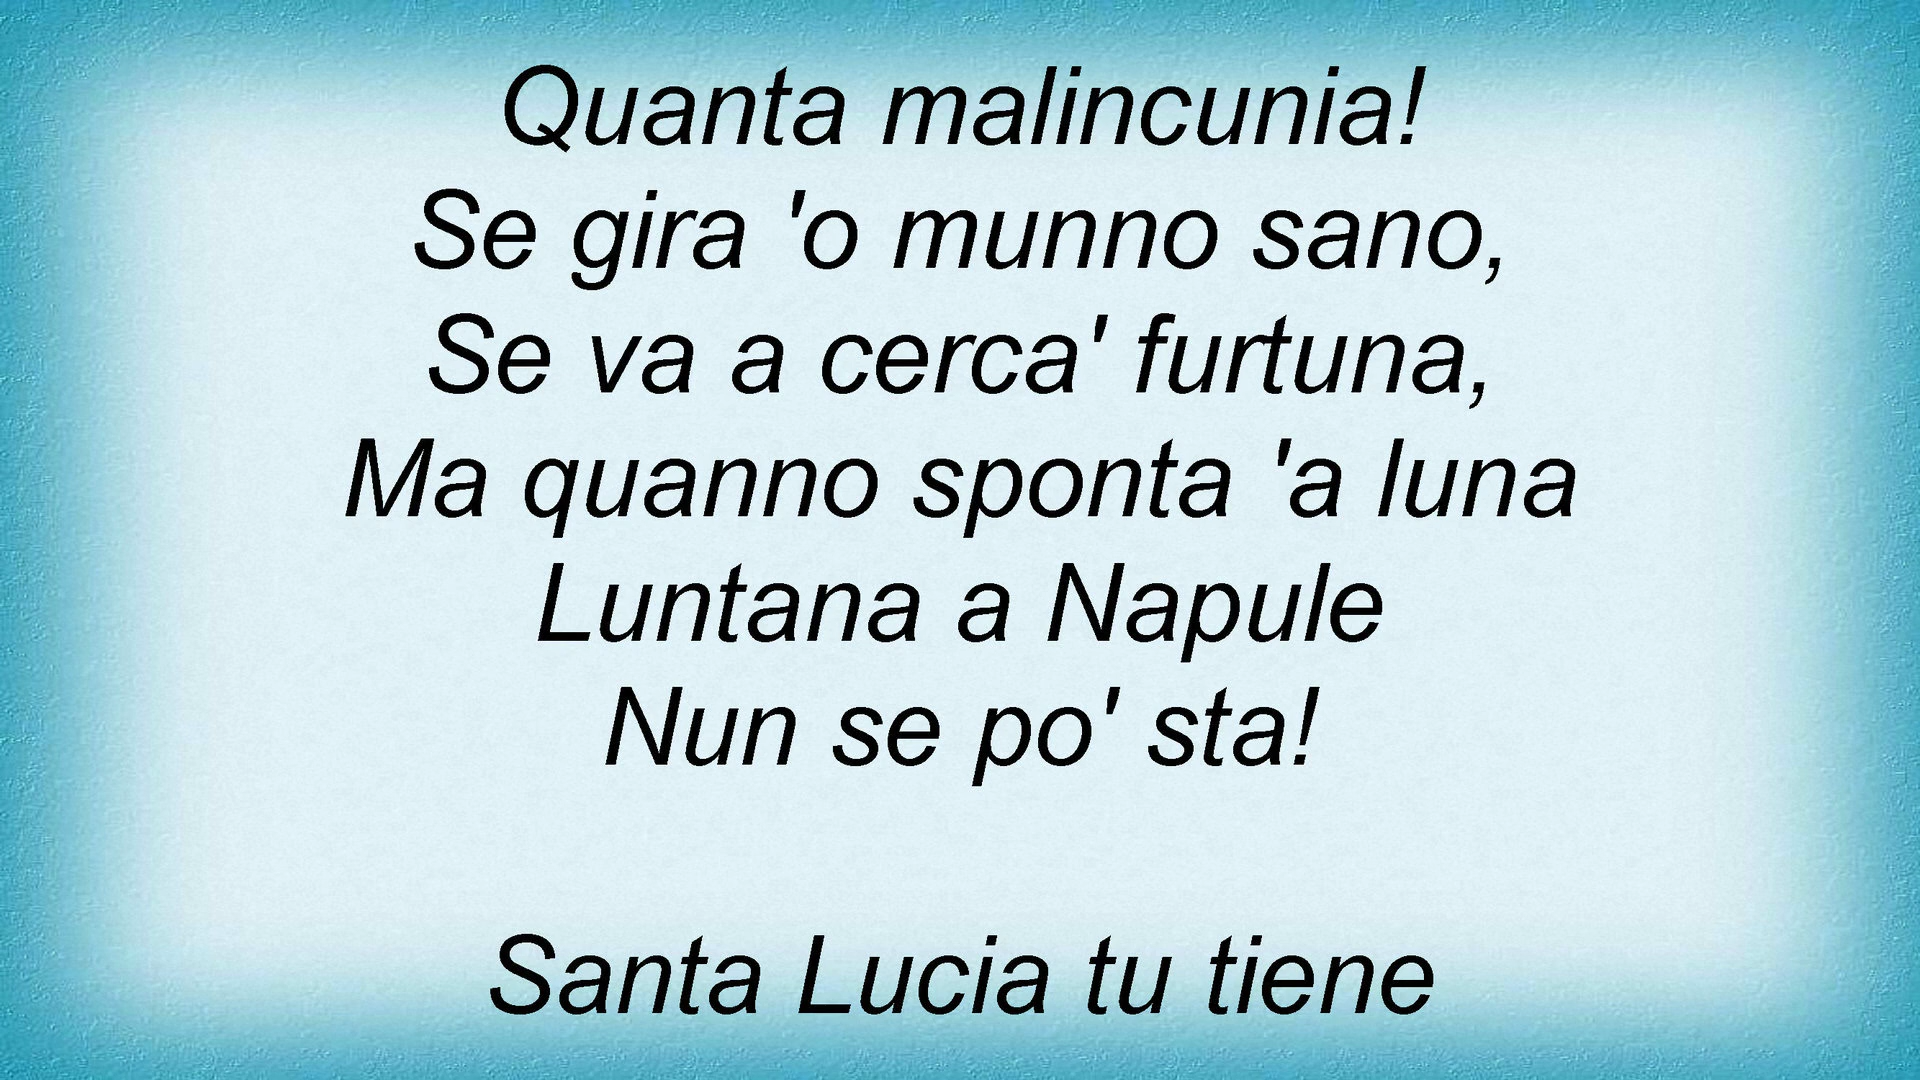 Quanta malincunia!
Se gira 'o munno sano,
Se va a cerca' furtuna,
Ma quanno sponta 'a luna
Luntana a Napule
Nun se po' sta!
Santa Lucia tu tiene